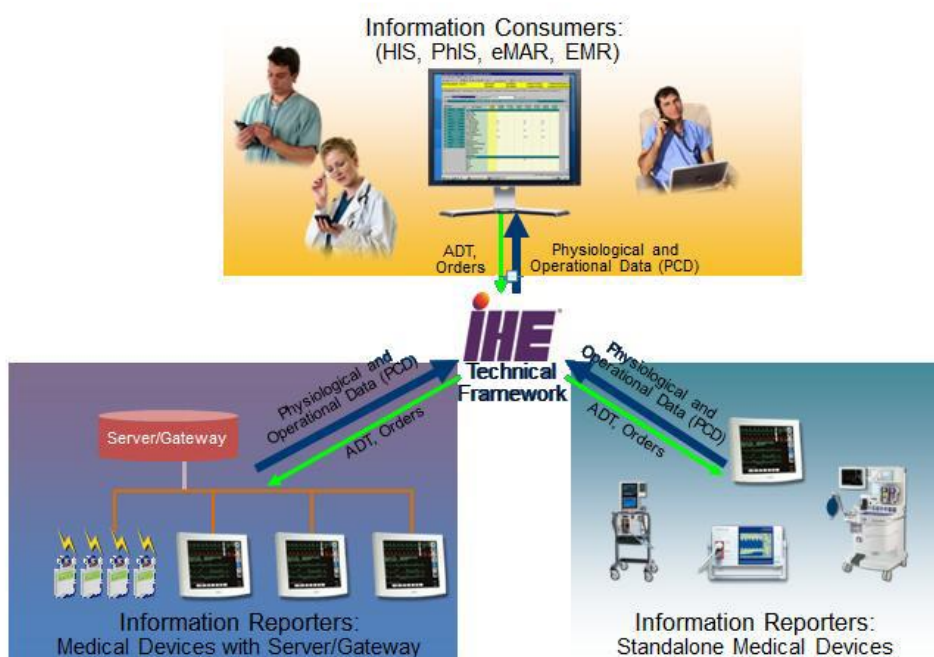 Information Consumers:
(HIS, PhIS, eMAR, EMR)
ADT,
Orders
Physiological and
Operational Data (PCD)
IHE
Technical
Framework
Physiological and
Operational Data (PCD)
ADT, Orders
Physiological and
Operational Data (PCD)
ADT, Orders
Server/Gateway
Information Reporters:
Medical Devices with Server/Gateway
Information Reporters:
Standalone Medical Devices